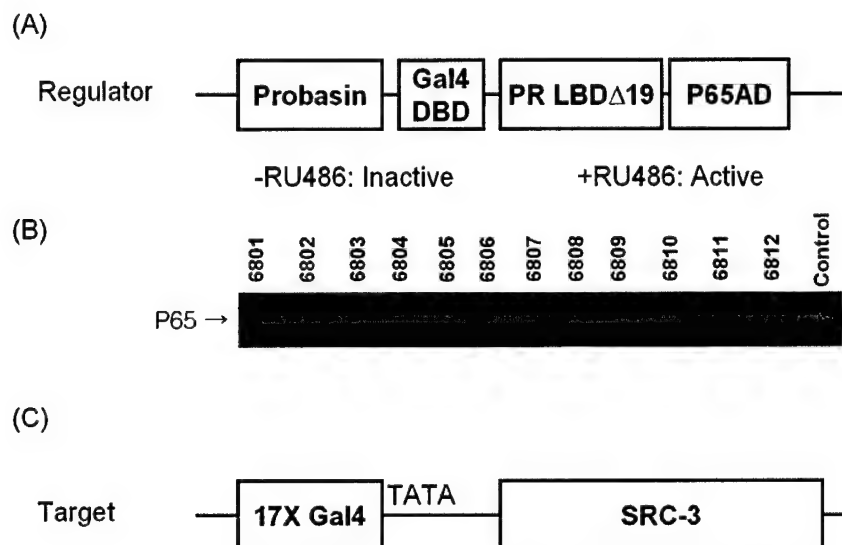 (A)
Regulator
Probasin
Gal4
DBD
PR LBDΔ19
P65AD
-RU486: Inactive
+RU486: Active
(B)
6801
6802
6803
6804
6805
6806
6807
6808
6809
6810
6811
6812
Control
P65 →
(C)
Target
17X Gal4
TATA
SRC-3